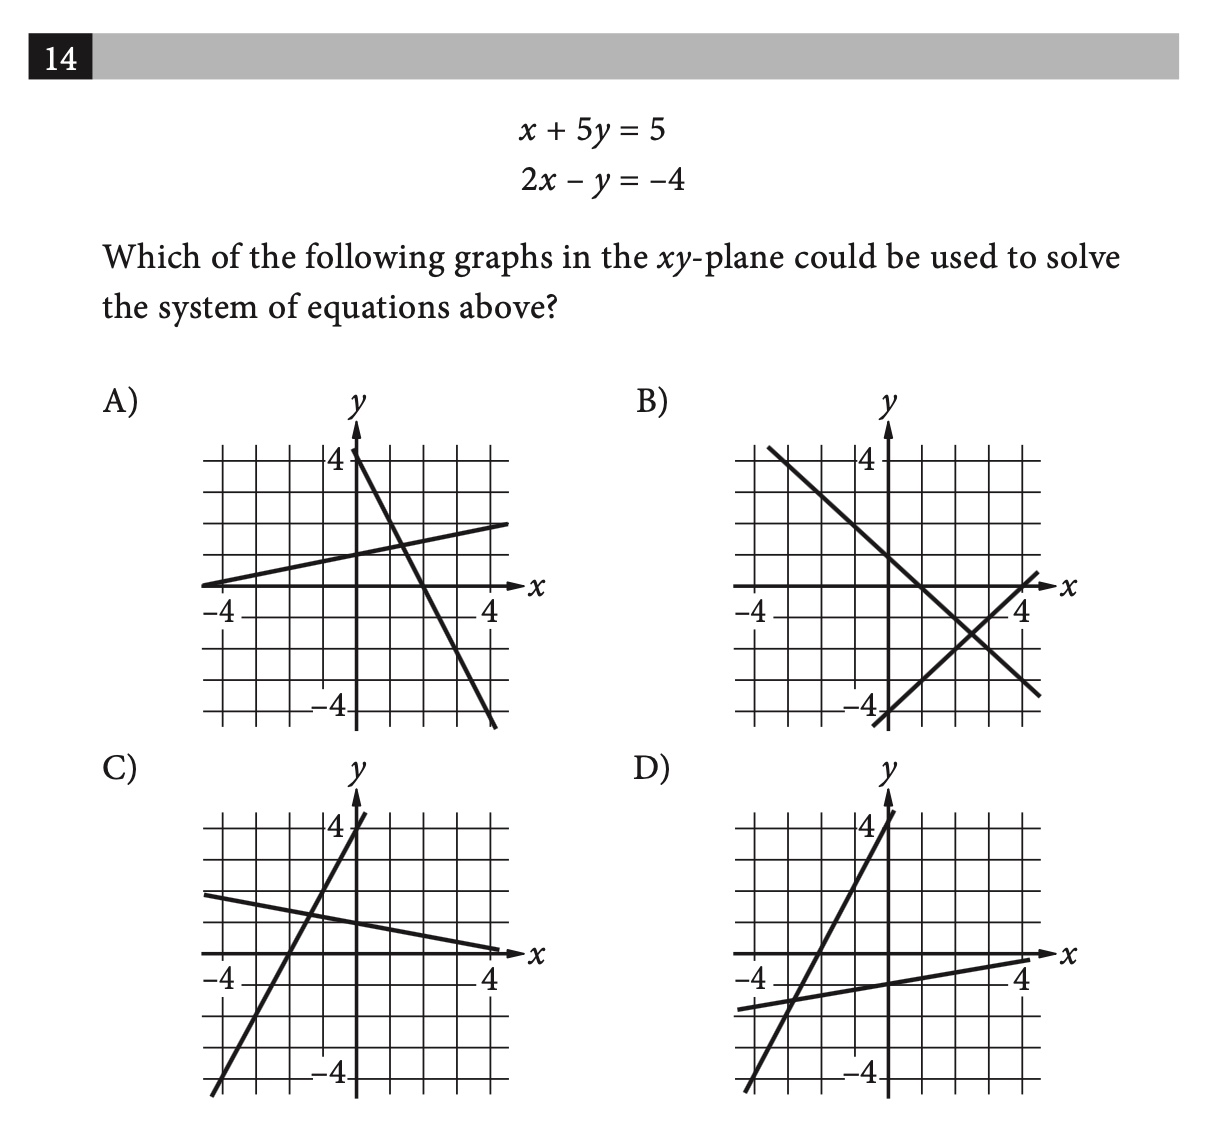 14
x + 5y = 5
2x – y = –4
Which of the following graphs in the xy-plane could be used to solve
the system of equations above?
A)
y
4
x
–4
4
–4
B)
y
4
x
–4
4
–4
C)
y
4
x
–4
4
–4
D)
y
4
x
–4
4
–4